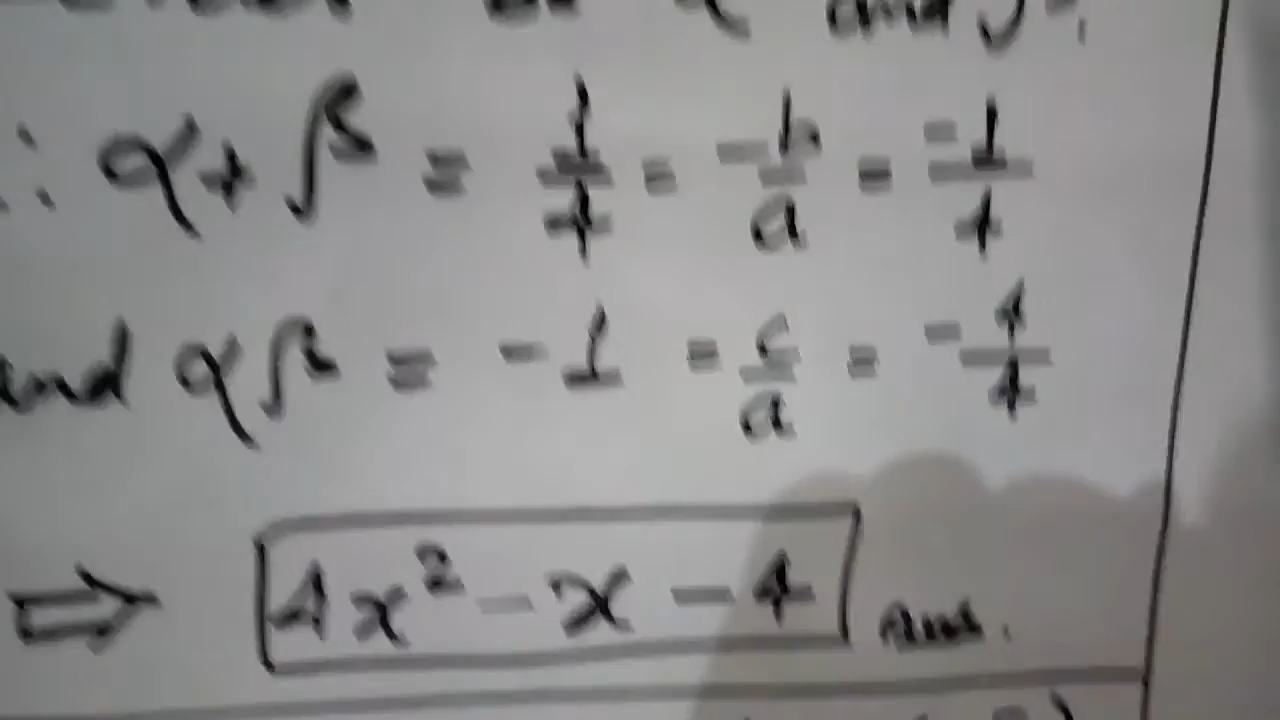 ∴ α + β = 1/4 = -b/a = -1/4
and αβ = -1 = c/a = -4/4
⇒ 4x² - x - 4 Ans.